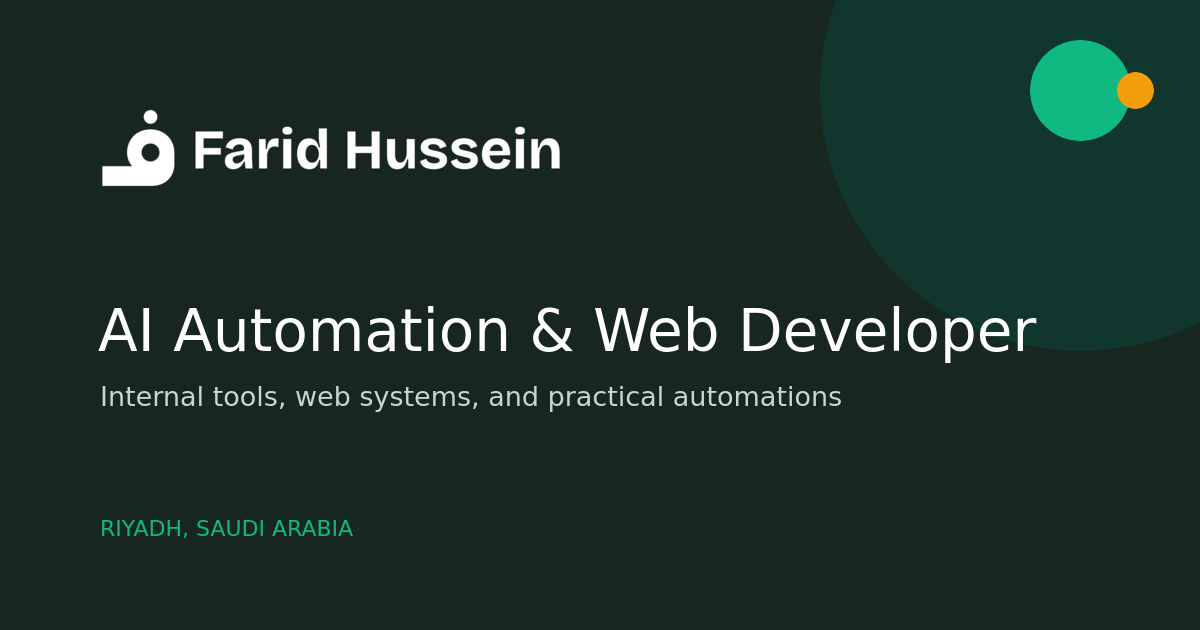 Farid Hussein
AI Automation & Web Developer
Internal tools, web systems, and practical automations
RIYADH, SAUDI ARABIA